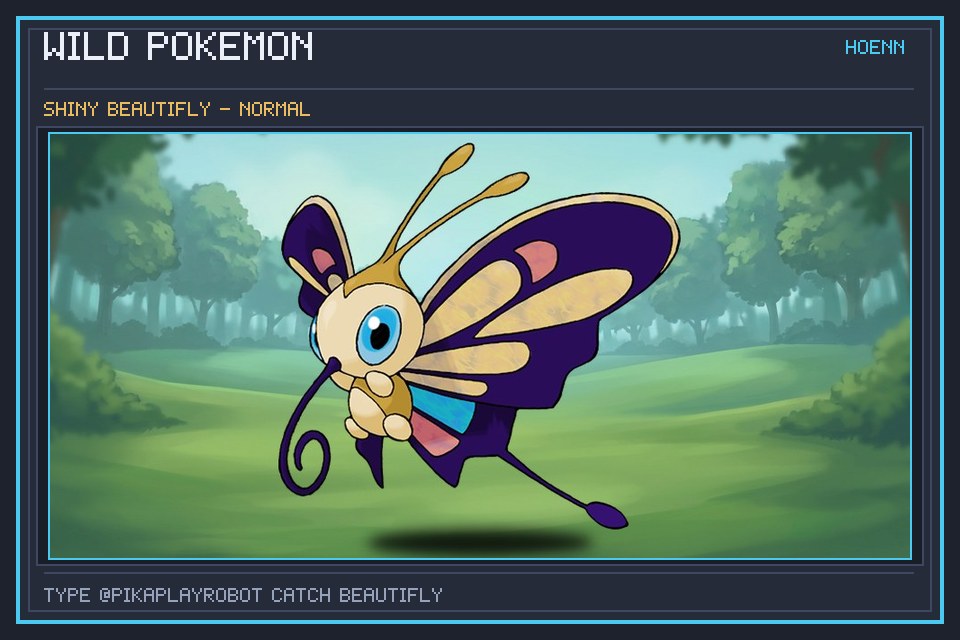 WILD POKEMON
HOENN
SHINY BEAUTIFLY - NORMAL
TYPE @PIKAPLAYROBOT CATCH BEAUTIFLY